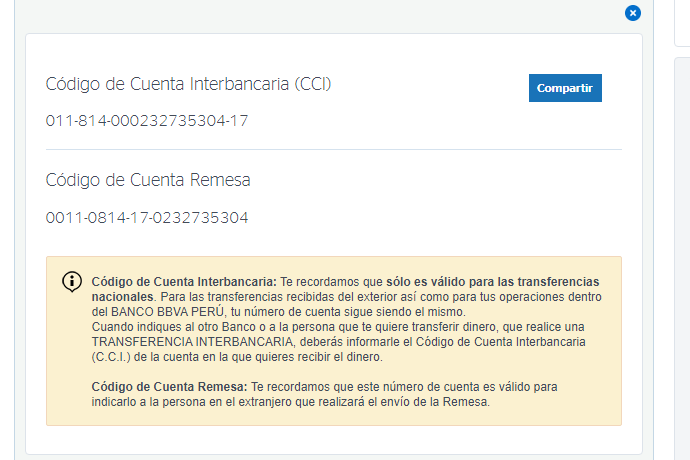 Código de Cuenta Interbancaria (CCI)
Compartir
011-814-000232735304-17
Código de Cuenta Remesa
0011-0814-17-0232735304
Código de Cuenta Interbancaria: Te recordamos que sólo es válido para las transferencias
nacionales. Para las transferencias recibidas del exterior así como para tus operaciones dentro
del BANCO BBVA PERÚ, tu número de cuenta sigue siendo el mismo.
Cuando indiques al otro Banco o a la persona que te quiere transferir dinero, que realice una
TRANSFERENCIA INTERBANCARIA, deberás informarle el Código de Cuenta Interbancaria
(C.C.I.) de la cuenta en la que quieres recibir el dinero.
Código de Cuenta Remesa: Te recordamos que este número de cuenta es válido para
indicarlo a la persona en el extranjero que realizará el envío de la Remesa.